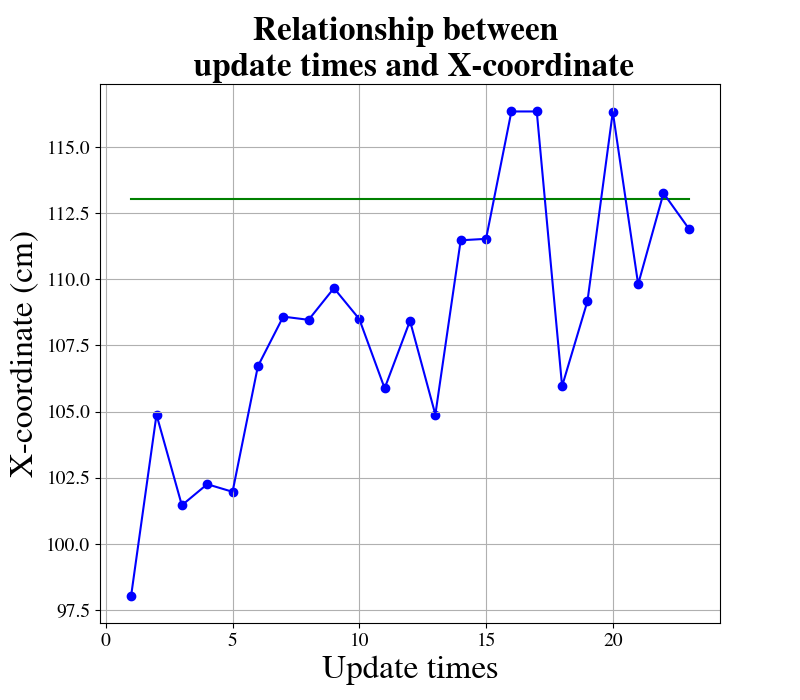 Relationship between
update times and X-coordinate
X-coordinate (cm)
115.0
112.5
110.0
107.5
105.0
102.5
100.0
97.5
0 5 10 15 20
Update times